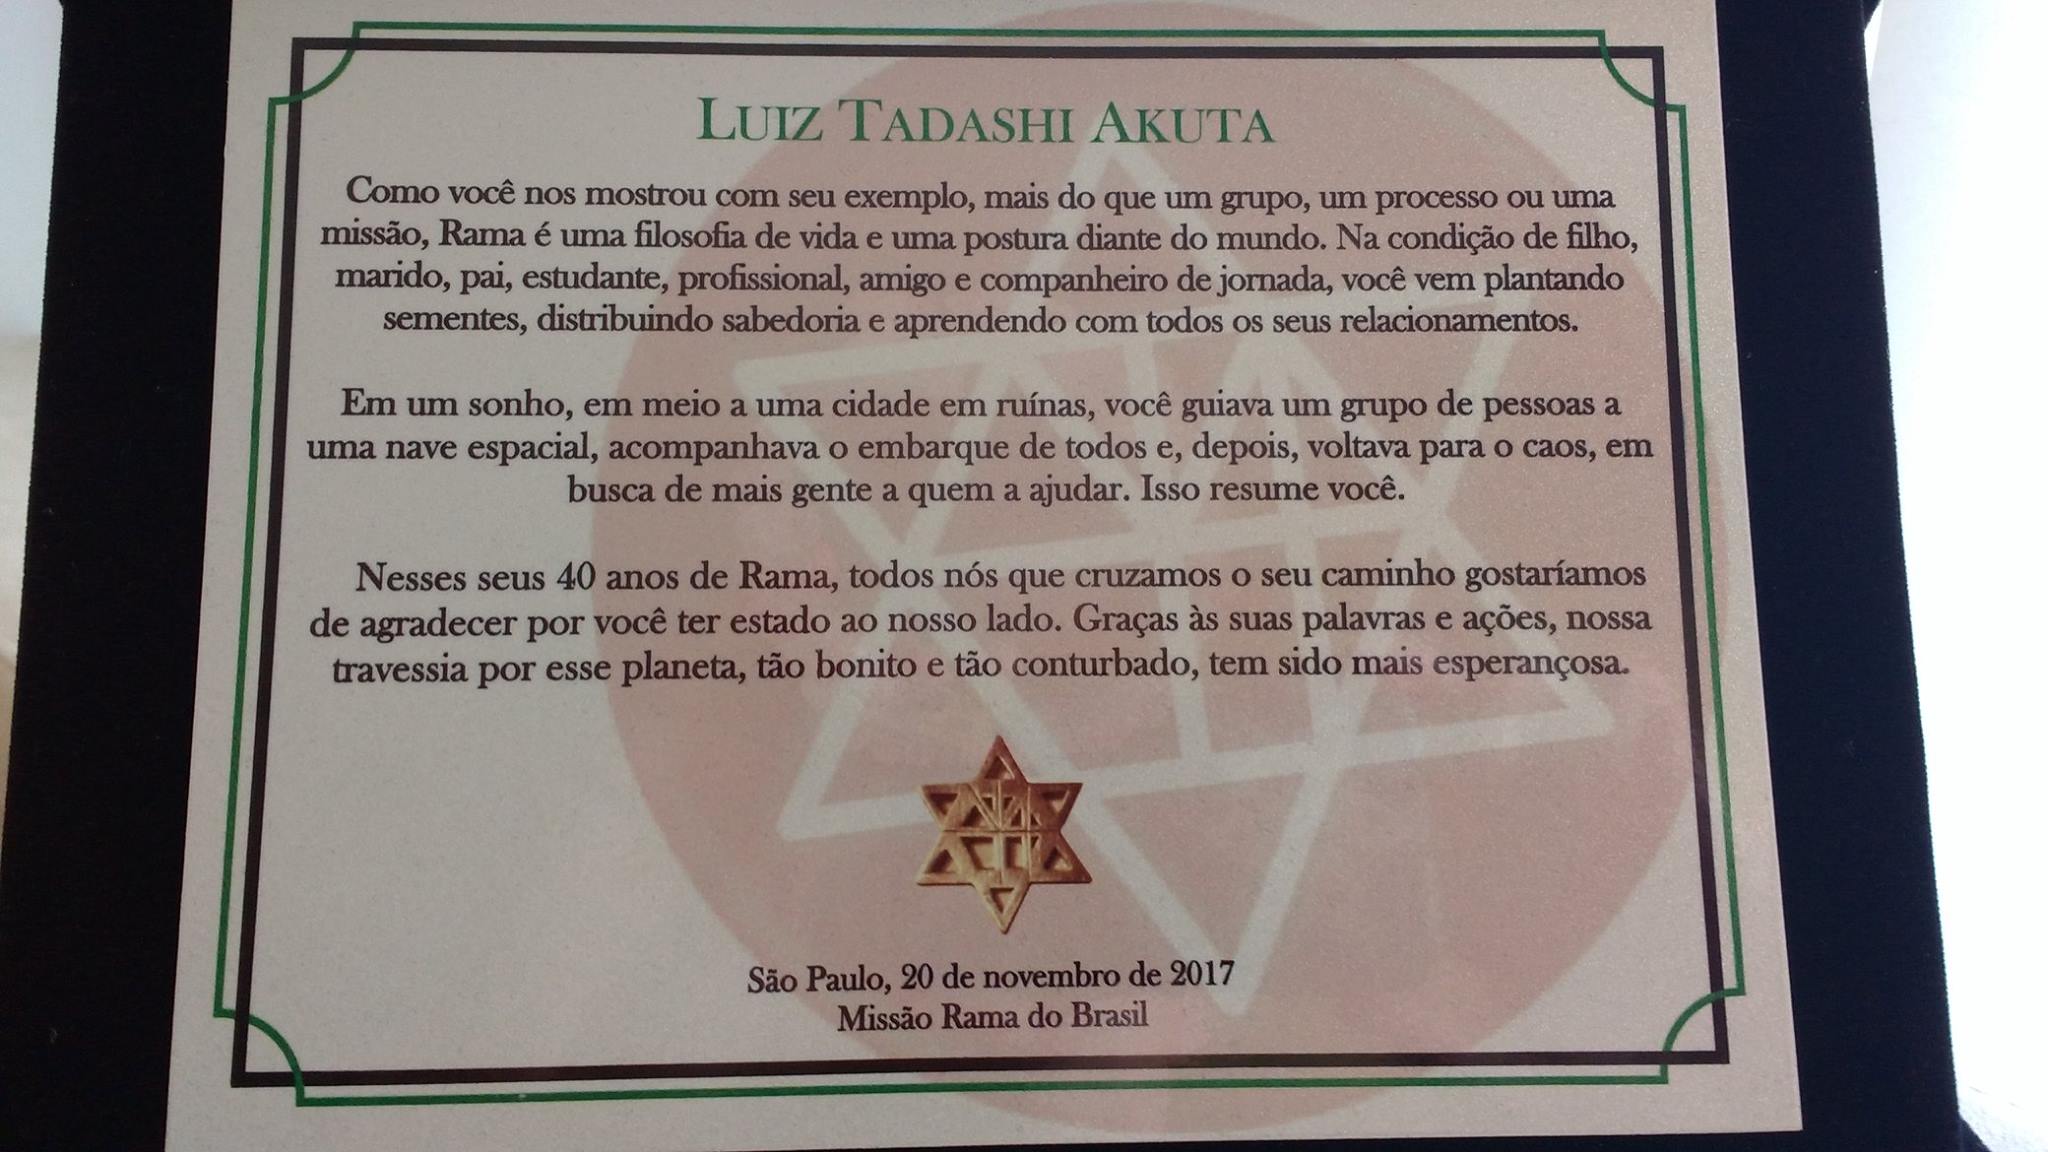 LUIZ TADASHI AKUTA
Como você nos mostrou com seu exemplo, mais do que um grupo, um processo ou uma
missão, Rama é uma filosofia de vida e uma postura diante do mundo. Na condição de filho,
marido, pai, estudante, profissional, amigo e companheiro de jornada, você vem plantando
sementes, distribuindo sabedoria e aprendendo com todos os seus relacionamentos.
Em um sonho, em meio a uma cidade em ruínas, você guiava um grupo de pessoas a
uma nave espacial, acompanhava o embarque de todos e, depois, voltava para o caos, em
busca de mais gente a quem a ajudar. Isso resume você.
Nesses seus 40 anos de Rama, todos nós que cruzamos o seu caminho gostaríamos
de agradecer por você ter estado ao nosso lado. Graças às suas palavras e ações, nossa
travessia por esse planeta, tão bonito e tão conturbado, tem sido mais esperançosa.
São Paulo, 20 de novembro de 2017
Missão Rama do Brasil